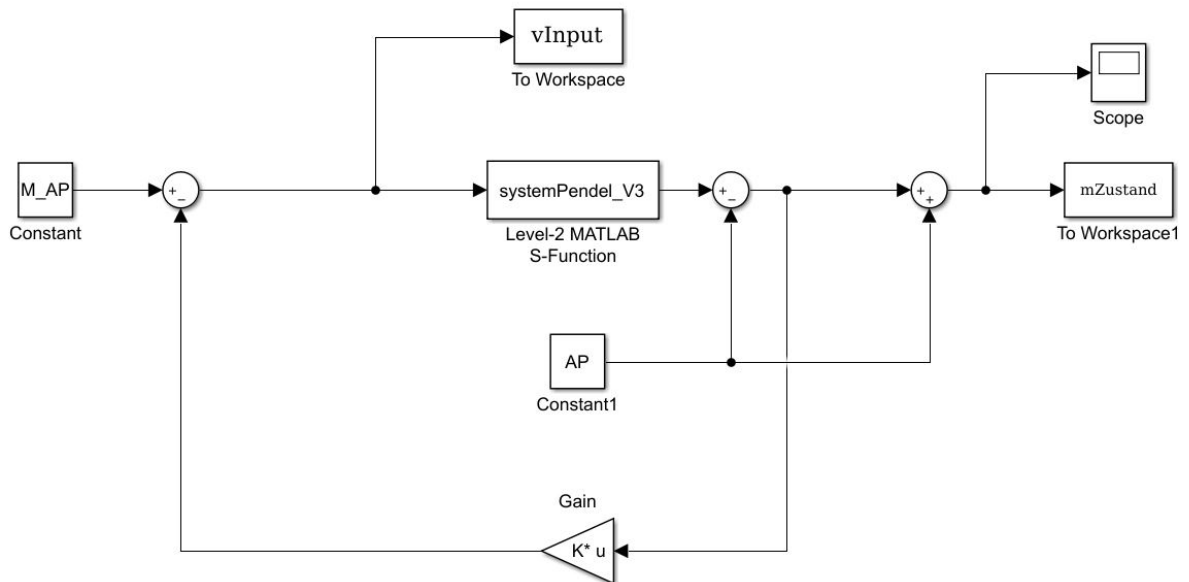 vInput
To Workspace
Scope
M_AP
+
−
Constant
systemPendel_V3
Level-2 MATLAB
S-Function
+
−
+
+
mZustand
To Workspace1
AP
Constant1
Gain
K* u